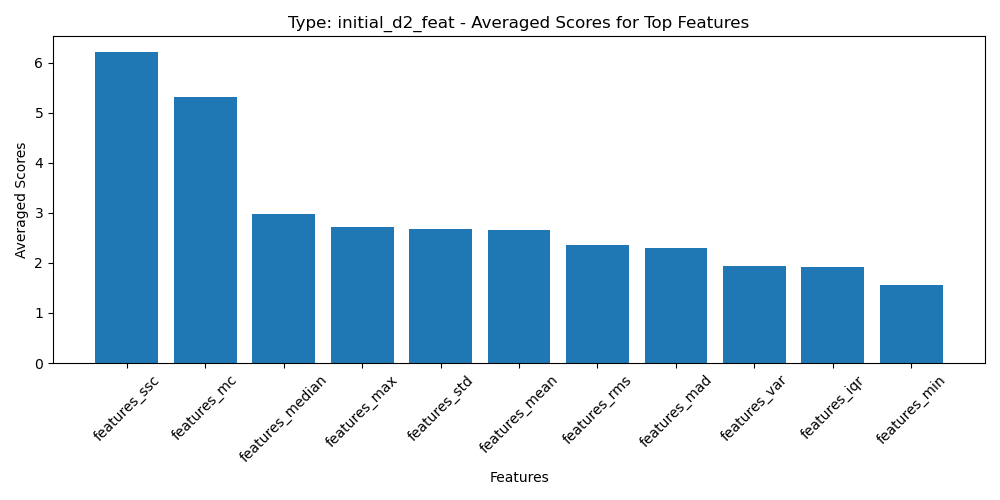 Type: initial_d2_feat - Averaged Scores for Top Features
Averaged Scores
6
5
4
3
2
1
0
features_ssc
features_mc
features_median
features_max
features_std
features_mean
features_rms
features_mad
features_var
features_iqr
features_min
Features